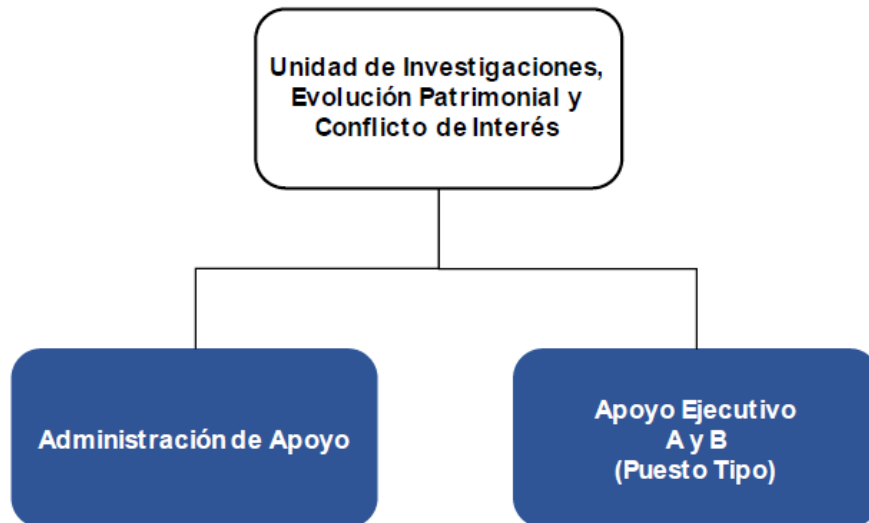 Unidad de Investigaciones,
Evolución Patrimonial y
Conflicto de Interés
Administración de Apoyo
Apoyo Ejecutivo
A y B
(Puesto Tipo)